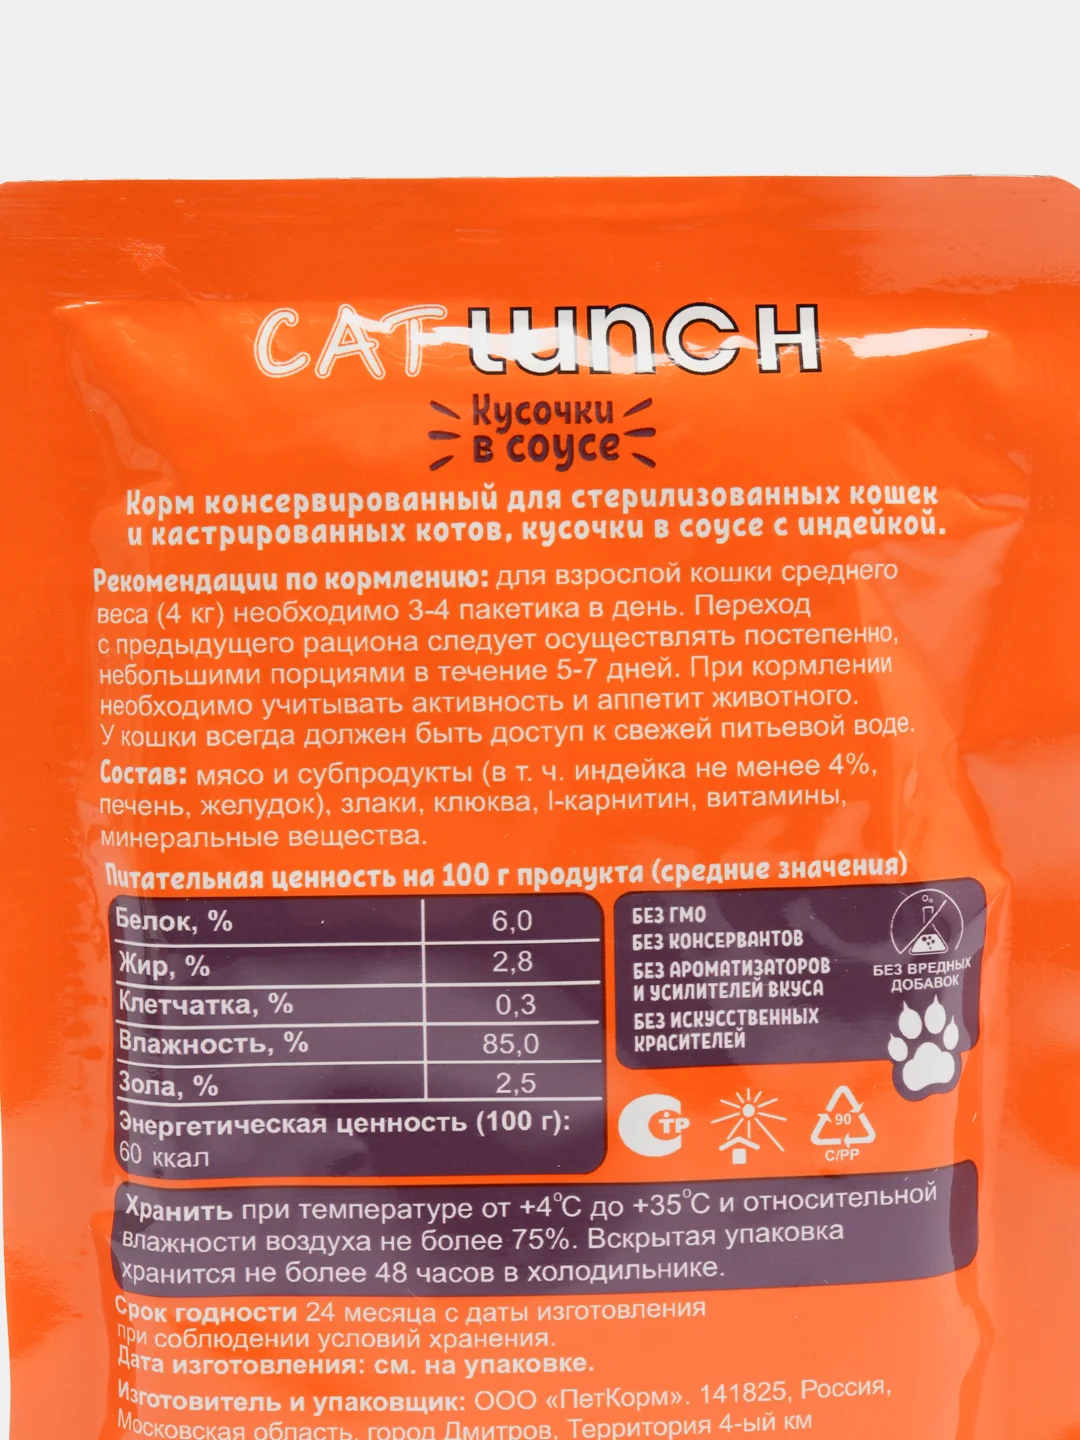 CAT LUNCH
Кусочки
в соусе
Корм консервированный для стерилизованных кошек
и кастрированных котов, кусочки в соусе с индейкой.
Рекомендации по кормлению: для взрослой кошки среднего
веса (4 кг) необходимо 3-4 пакетика в день. Переход
с предыдущего рациона следует осуществлять постепенно,
небольшими порциями в течение 5-7 дней. При кормлении
необходимо учитывать активность и аппетит животного.
У кошки всегда должен быть доступ к свежей питьевой воде.
Состав: мясо и субпродукты (в т. ч. индейка не менее 4%,
печень, желудок), злаки, клюква, l-карнитин, витамины,
минеральные вещества.
Питательная ценность на 100 г продукта (средние значения)
Белок, % 6,0
Жир, % 2,8
Клетчатка, % 0,3
Влажность, % 85,0
Зола, % 2,5
Энергетическая ценность (100 г):
60 ккал
БЕЗ ГМО
БЕЗ КОНСЕРВАНТОВ
БЕЗ АРОМАТИЗАТОРОВ
И УСИЛИТЕЛЕЙ ВКУСА
БЕЗ ИСКУССТВЕННЫХ
КРАСИТЕЛЕЙ
БЕЗ ВРЕДНЫХ
ДОБАВОК
СТР
90
C/PP
Хранить при температуре от +4°С до +35°С и относительной
влажности воздуха не более 75%. Вскрытая упаковка
хранится не более 48 часов в холодильнике.
Срок годности 24 месяца с даты изготовления
при соблюдении условий хранения.
Дата изготовления: см. на упаковке.
Изготовитель и упаковщик: ООО «ПетКорм». 141825, Россия,
Московская область, город Дмитров, Территория 4-ый км